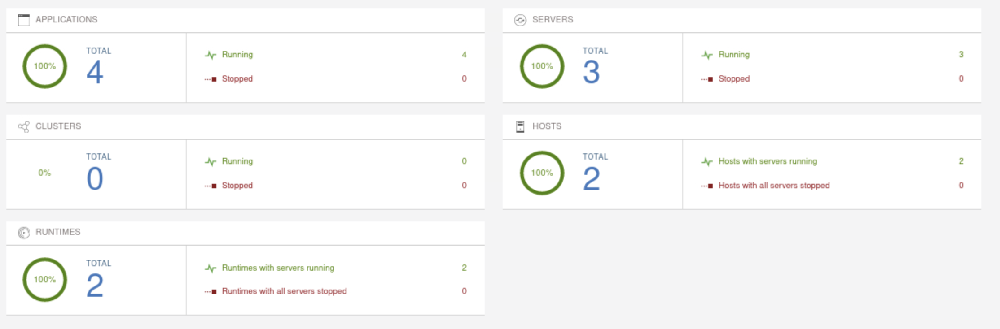 APPLICATIONS
100%
TOTAL
4
Running 4
Stopped 0
SERVERS
100%
TOTAL
3
Running 3
Stopped 0
CLUSTERS
0%
TOTAL
0
Running 0
Stopped 0
HOSTS
100%
TOTAL
2
Hosts with servers running 2
Hosts with all servers stopped 0
RUNTIMES
100%
TOTAL
2
Runtimes with servers running 2
Runtimes with all servers stopped 0